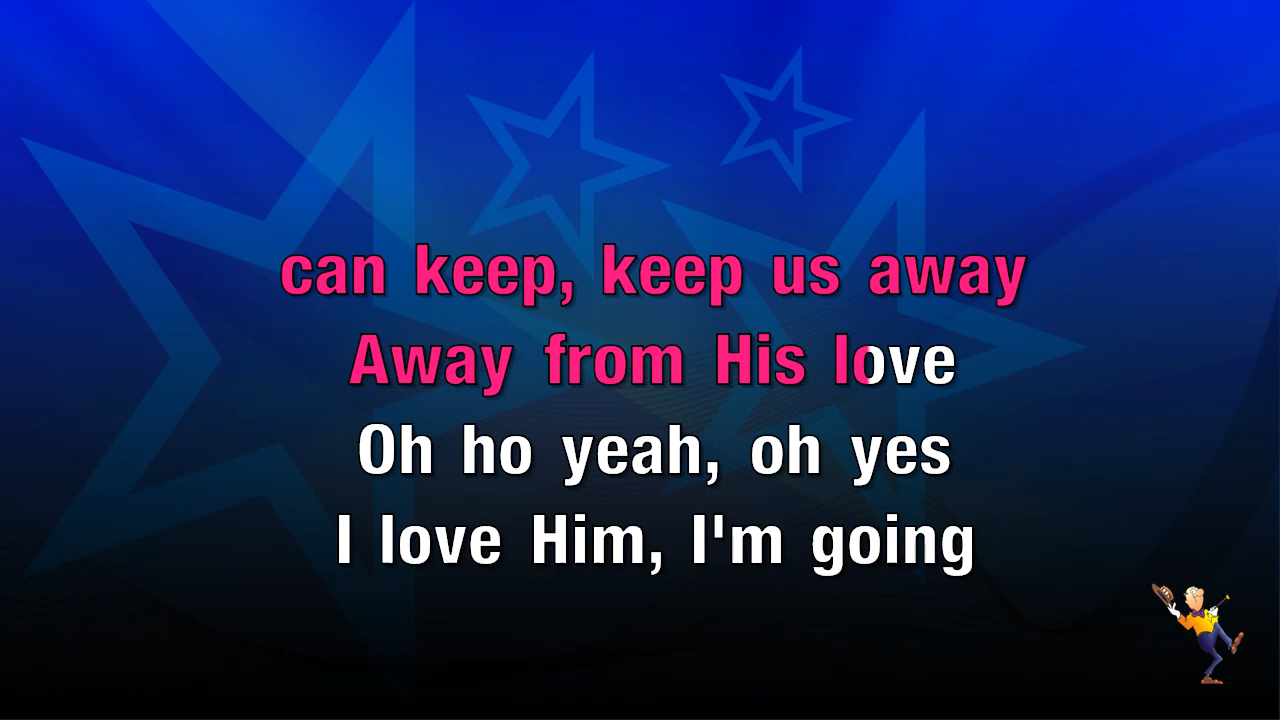 can keep, keep us away
Away from His love
Oh ho yeah, oh yes
I love Him, I'm going